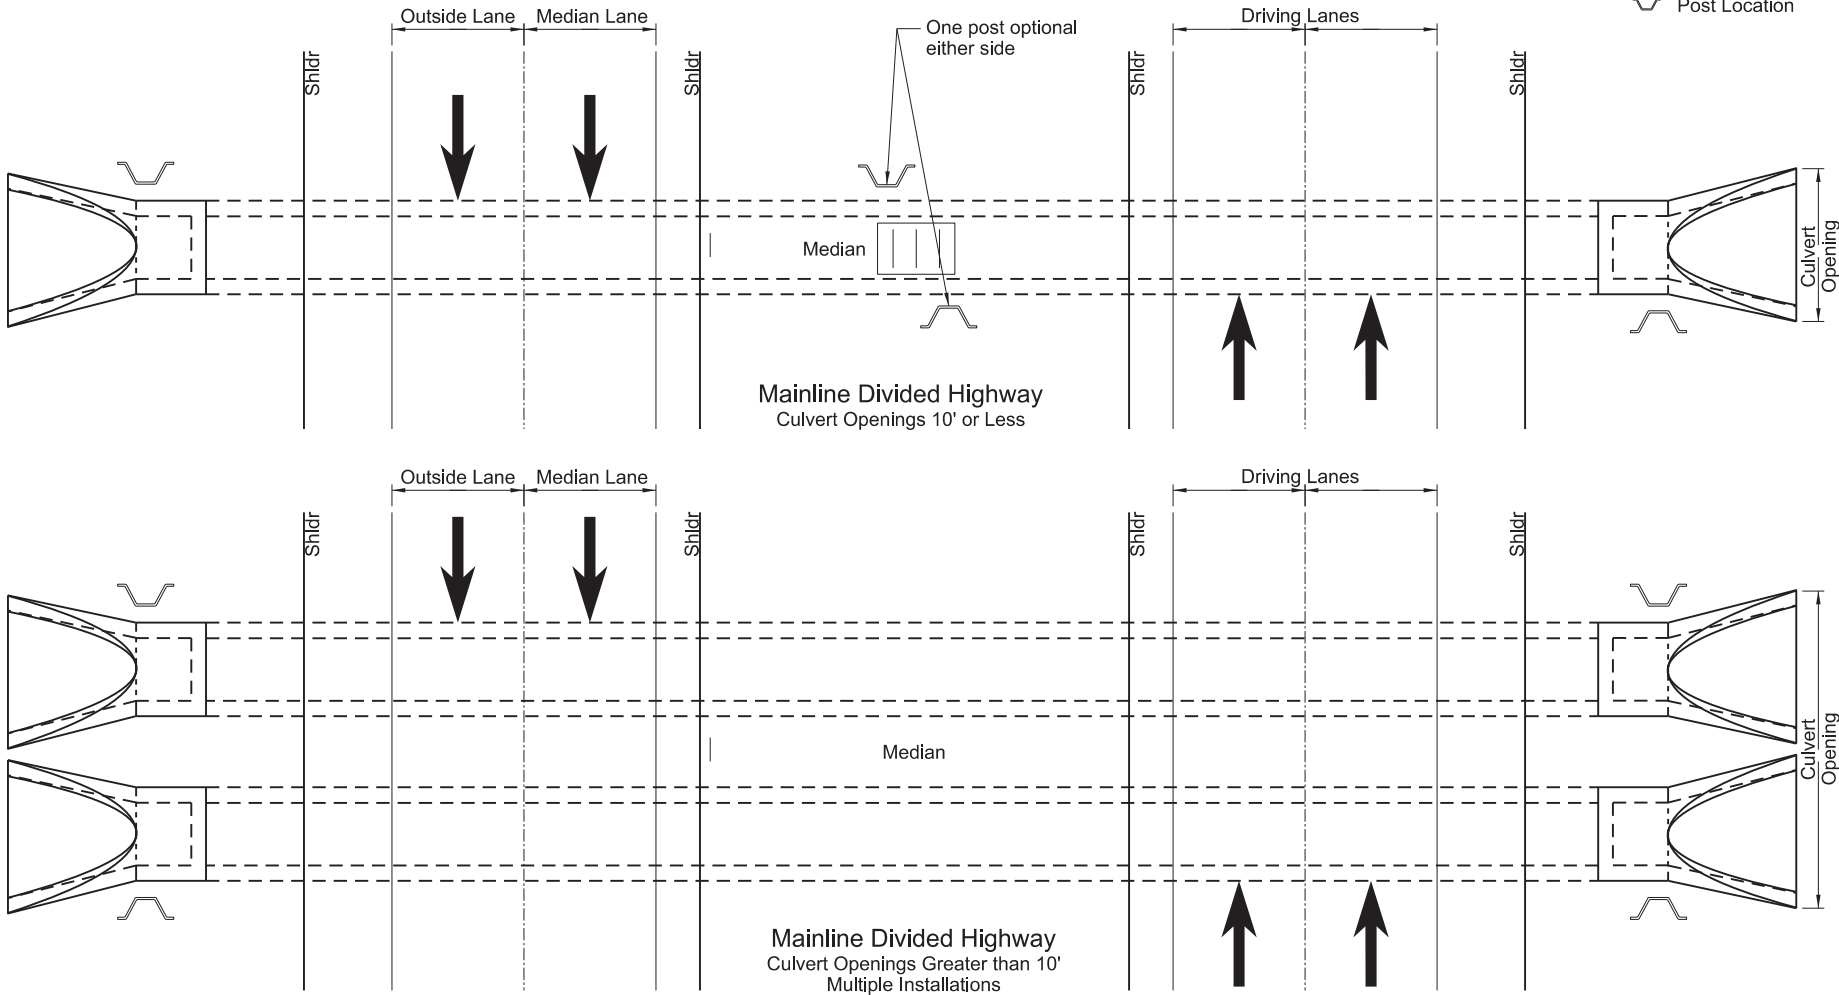 Post Location
Outside Lane
Median Lane
One post optional
either side
Driving Lanes
Shldr
Shldr
Shldr
Shldr
Median
Culvert
Opening
Mainline Divided Highway
Culvert Openings 10' or Less
Outside Lane
Median Lane
Driving Lanes
Shldr
Shldr
Shldr
Shldr
Median
Culvert
Opening
Mainline Divided Highway
Culvert Openings Greater than 10'
Multiple Installations